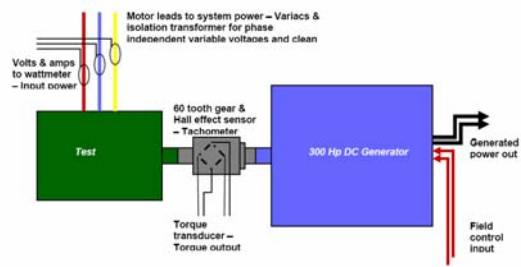 Motor leads to system power – Variacs &
isolation transformer for phase
independent variable voltages and clean
Volts & amps
to wattmeter
– Input power
60 tooth gear &
Hall effect sensor
– Tachometer
Test
300 Hp DC Generator
Generated
power out
Torque
transducer –
Torque output
Field
control
input